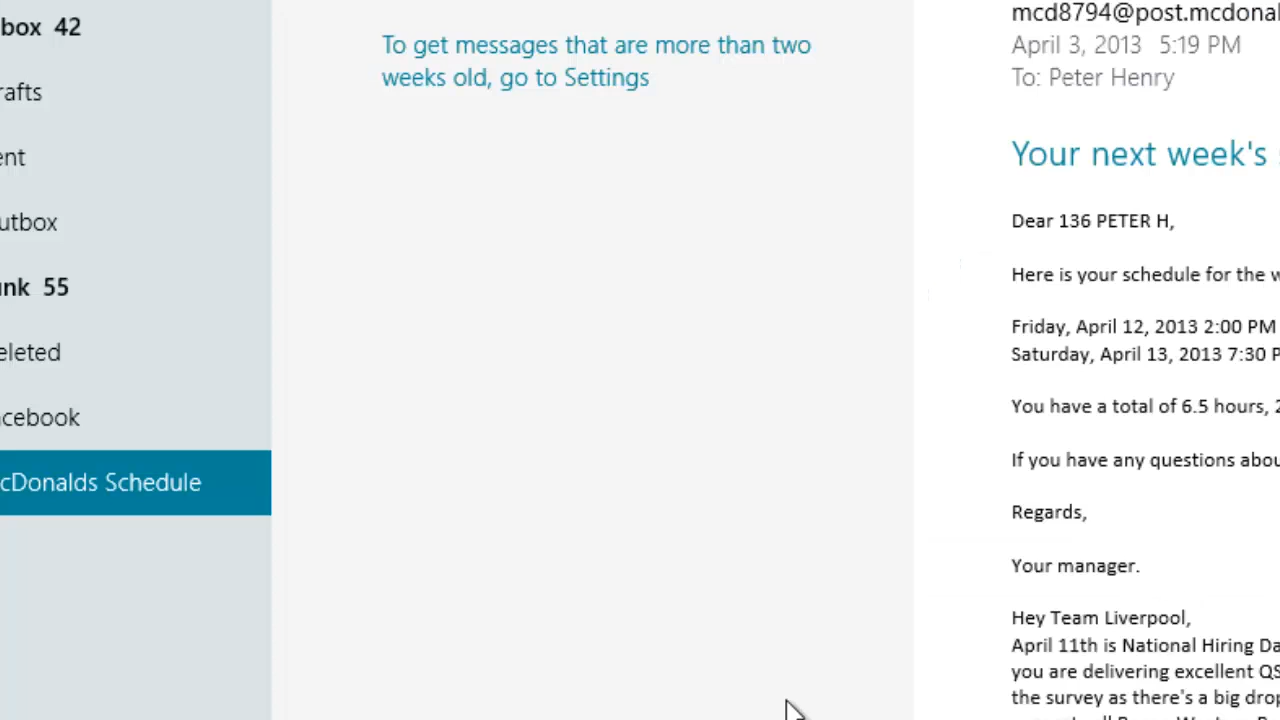 box 42
rafts
ent
utbox
unk 55
eleted
acebook
cDonalds Schedule
To get messages that are more than two
weeks old, go to Settings
mcd8794@post.mcdonal
April 3, 2013 5:19 PM
To: Peter Henry
Your next week's
Dear 136 PETER H,
Here is your schedule for the w
Friday, April 12, 2013 2:00 PM
Saturday, April 13, 2013 7:30 P
You have a total of 6.5 hours, 2
If you have any questions abou
Regards,
Your manager.
Hey Team Liverpool,
April 11th is National Hiring Da
you are delivering excellent QS
the survey as there's a big drop